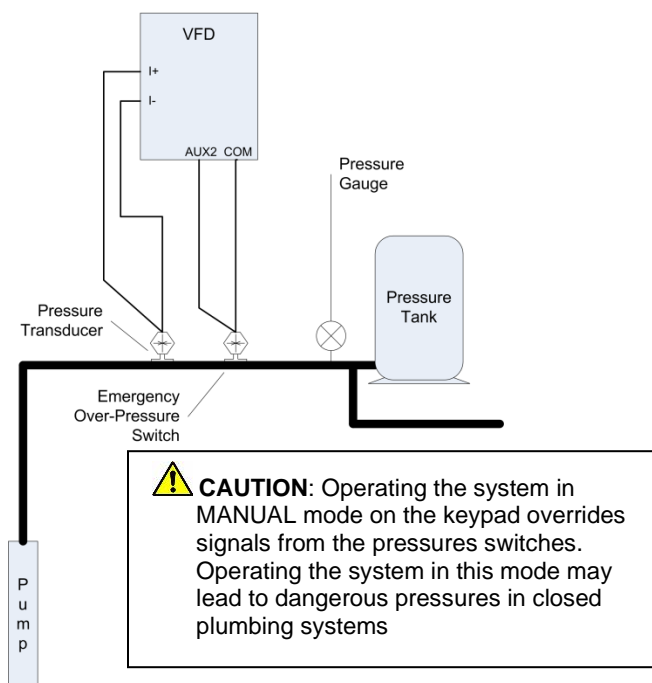 VFD
I+
I-
AUX2 COM
Pressure
Gauge
Pressure
Tank
Pressure
Transducer
Emergency
Over-Pressure
Switch
CAUTION: Operating the system in
MANUAL mode on the keypad overrides
signals from the pressures switches.
Operating the system in this mode may
lead to dangerous pressures in closed
plumbing systems
P
u
m
p